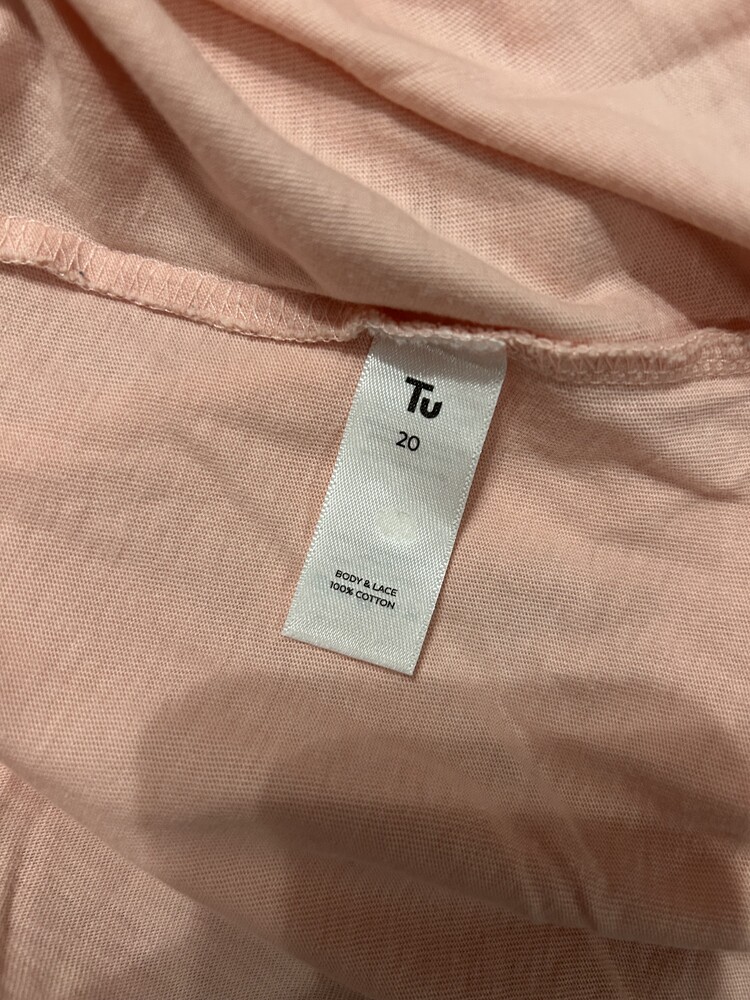 Tu
20
BODY & LACE
100% COTTON